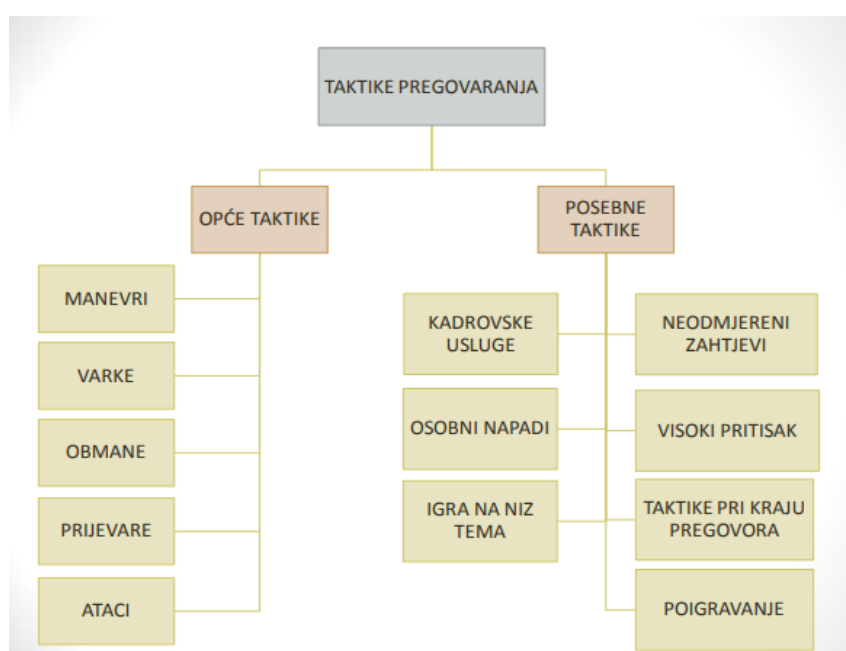 TAKTIKE PREGOVARANJA
OPĆE TAKTIKE
MANEVRI
VARKE
OBMANE
PRIJEVARE
ATACI
POSEBNE
TAKTIKE
KADROVSKE
USLUGE
OSOBNI NAPADI
IGRA NA NIZ
TEMA
NEODMJERENI
ZAHTJEVI
VISOKI PRITISAK
TAKTIKE PRI KRAJU
PREGOVORA
POIGRAVANJE